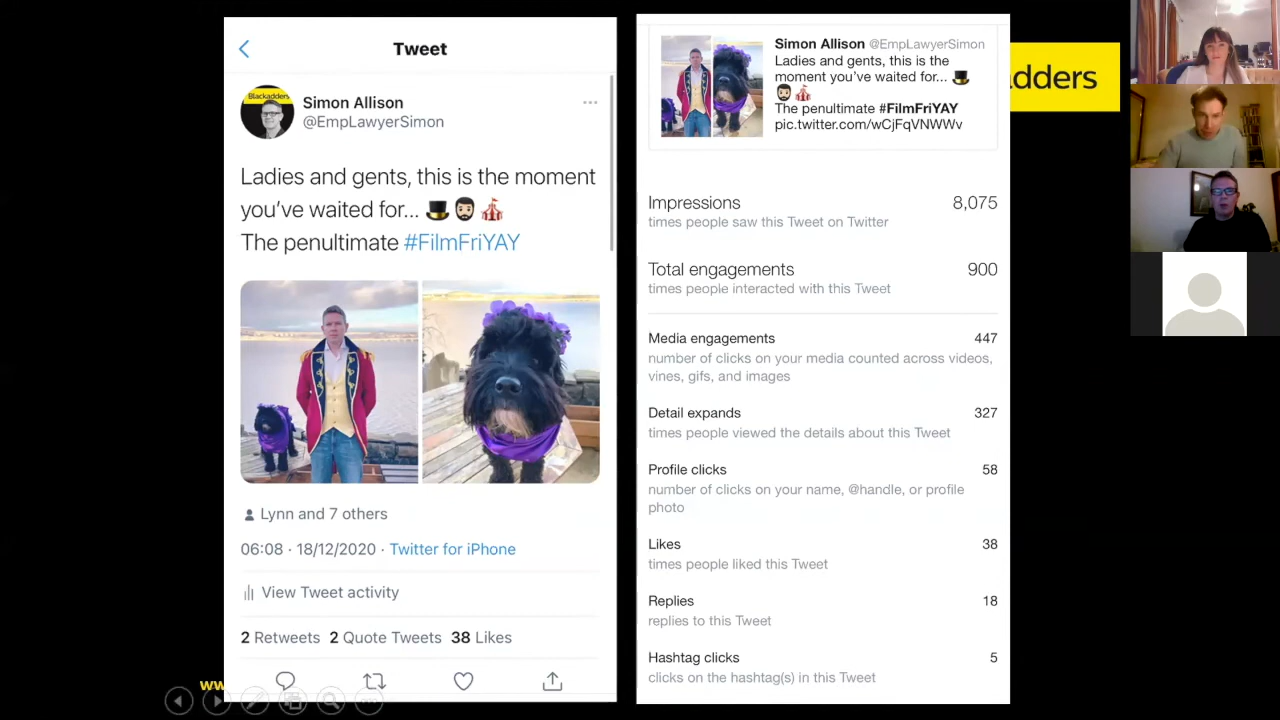 Tweet
Blackadders
Simon Allison
@EmpLawyerSimon
Ladies and gents, this is the moment
you've waited for... 🎩🧔🏻🎪
The penultimate #FilmFriYAY
Lynn and 7 others
06:08 · 18/12/2020 · Twitter for iPhone
View Tweet activity
2 Retweets 2 Quote Tweets 38 Likes
ww
Simon Allison @EmpLawyerSimon
Ladies and gents, this is the
moment you've waited for... 🎩
🧔🏻🎪
The penultimate #FilmFriYAY
pic.twitter.com/wCjFqVNWWv
Impressions 8,075
times people saw this Tweet on Twitter
Total engagements 900
times people interacted with this Tweet
Media engagements 447
number of clicks on your media counted across videos,
vines, gifs, and images
Detail expands 327
times people viewed the details about this Tweet
Profile clicks 58
number of clicks on your name, @handle, or profile
photo
Likes 38
times people liked this Tweet
Replies 18
replies to this Tweet
Hashtag clicks 5
clicks on the hashtag(s) in this Tweet
dders